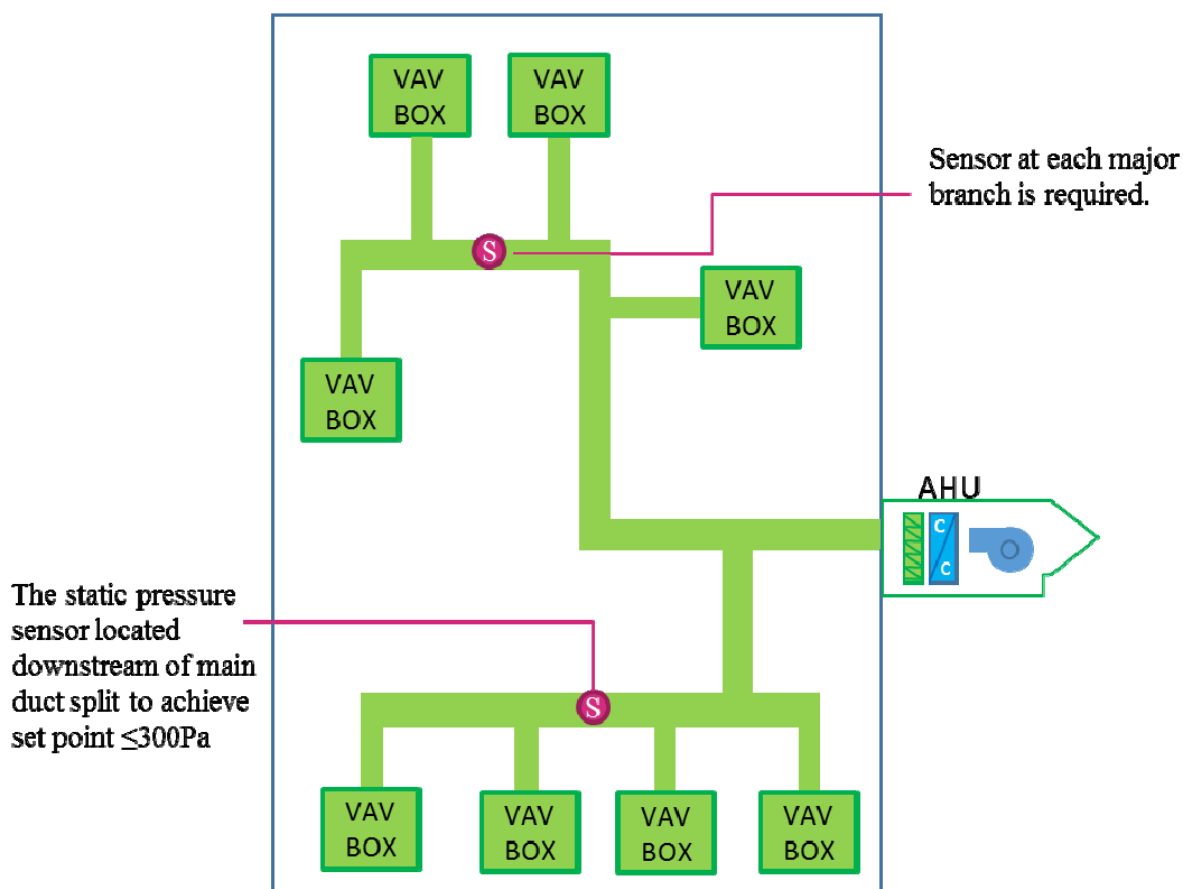 VAV
BOX
VAV
BOX
Sensor at each major
branch is required.
S
VAV
BOX
VAV
BOX
AHU
C
C
The static pressure
sensor located
downstream of main
duct split to achieve
set point ≤300Pa
S
VAV
BOX
VAV
BOX
VAV
BOX
VAV
BOX